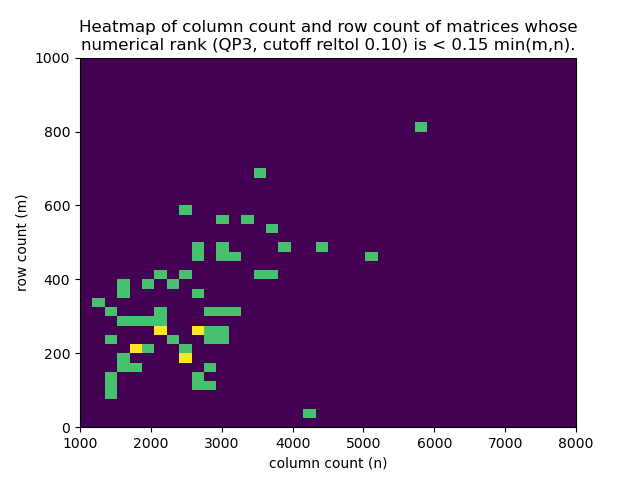 Heatmap of column count and row count of matrices whose
numerical rank (QP3, cutoff reltol 0.10) is < 0.15 min(m,n).
1000
800
600
400
200
0
row count (m)
1000 2000 3000 4000 5000 6000 7000 8000
column count (n)